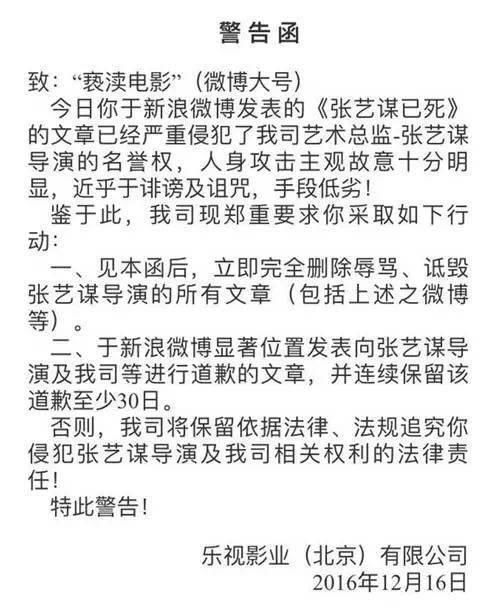 警告函
致：“亵渎电影”（微博大号）
今日你于新浪微博发表的《张艺谋已死》
的文章已经严重侵犯了我司艺术总监-张艺谋
导演的名誉权，人身攻击主观故意十分明
显，近乎于诽谤及诅咒，手段低劣！
鉴于此，我司现郑重要求你采取如下行
动：
一、见本函后，立即完全删除辱骂、诋毁
张艺谋导演的所有文章（包括上述之微博
等）。
二、于新浪微博显著位置发表向张艺谋导
演及我司等进行道歉的文章，并连续保留该
道歉至少30日。
否则，我司将保留依据法律、法规追究你
侵犯张艺谋导演及我司相关权利的法律责
任！
特此警告！
乐视影业（北京）有限公司
2016年12月16日